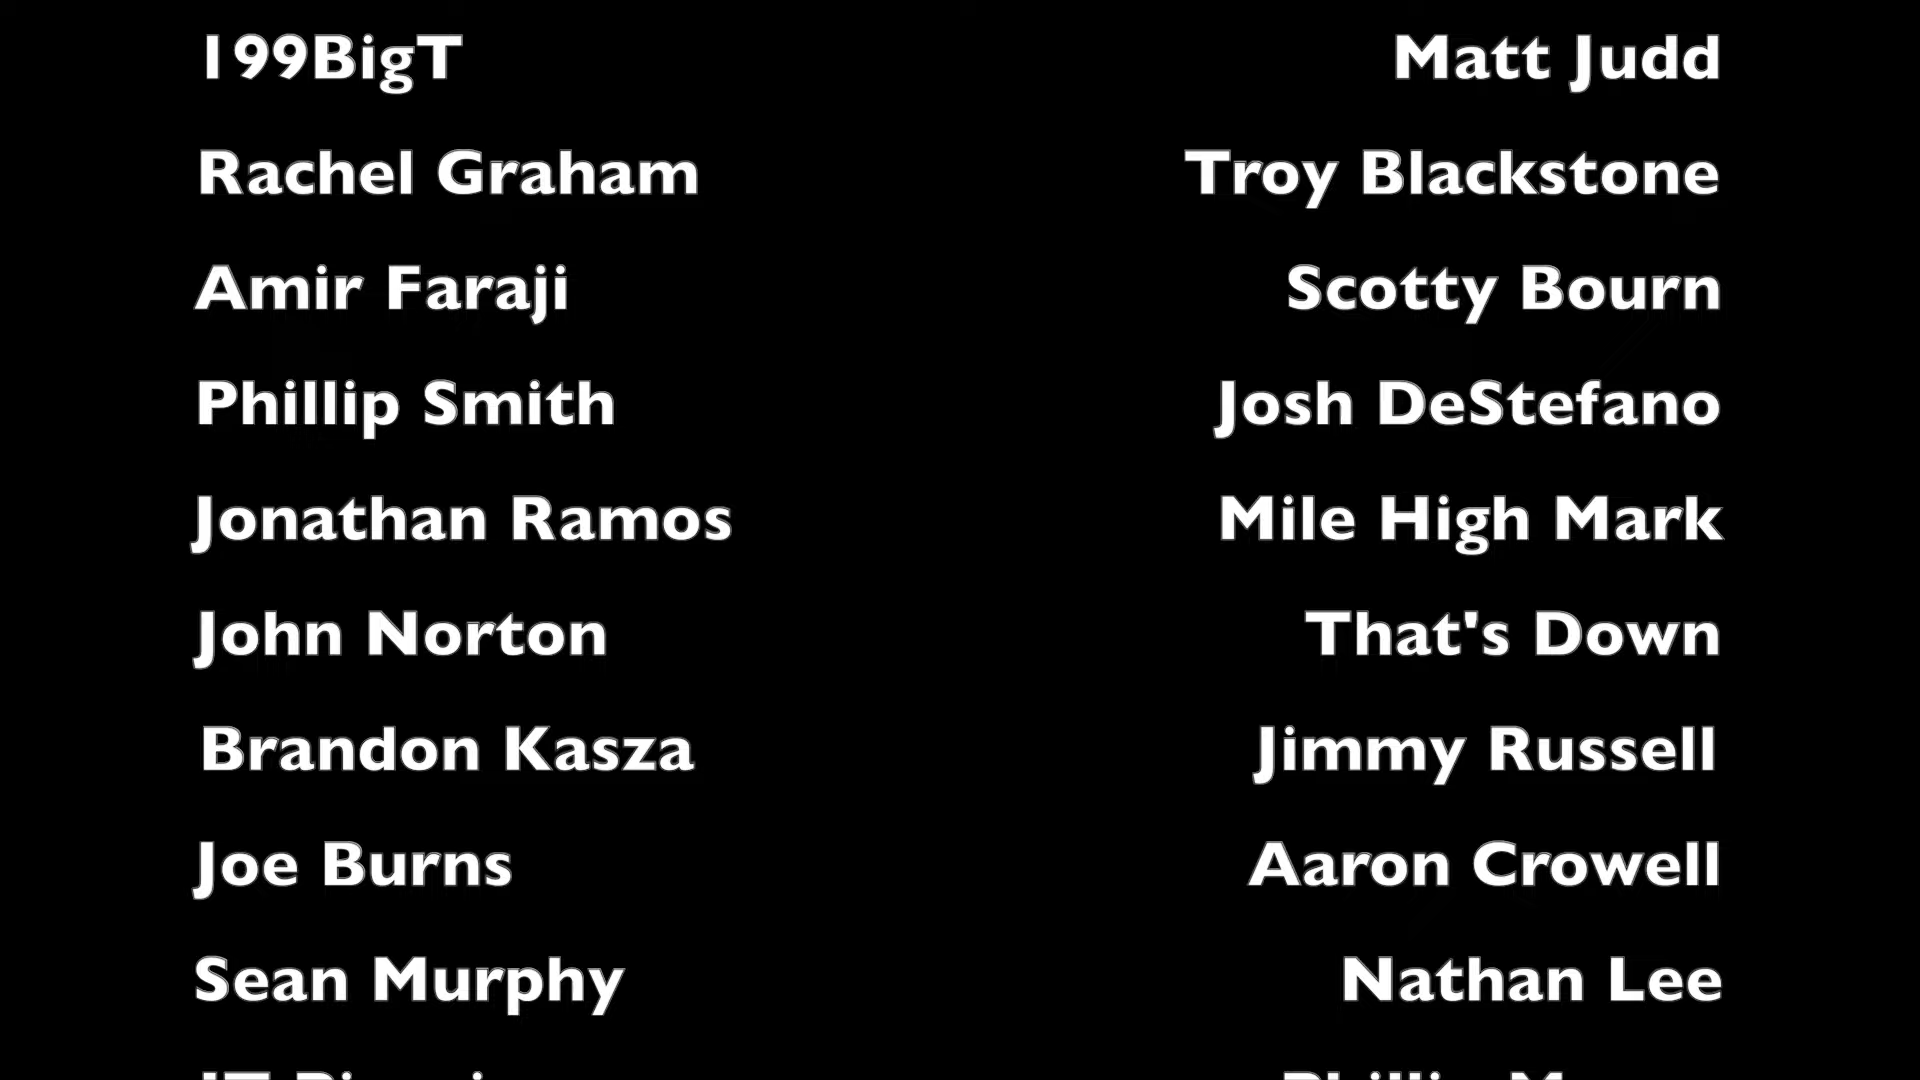 199BigT
Matt Judd
Rachel Graham
Troy Blackstone
Amir Faraji
Scotty Bourn
Phillip Smith
Josh DeStefano
Jonathan Ramos
Mile High Mark
John Norton
That's Down
Brandon Kasza
Jimmy Russell
Joe Burns
Aaron Crowell
Sean Murphy
Nathan Lee